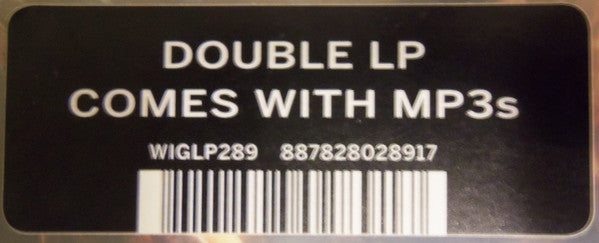 DOUBLE LP
COMES WITH MP3s
WIGLP289 887828028917